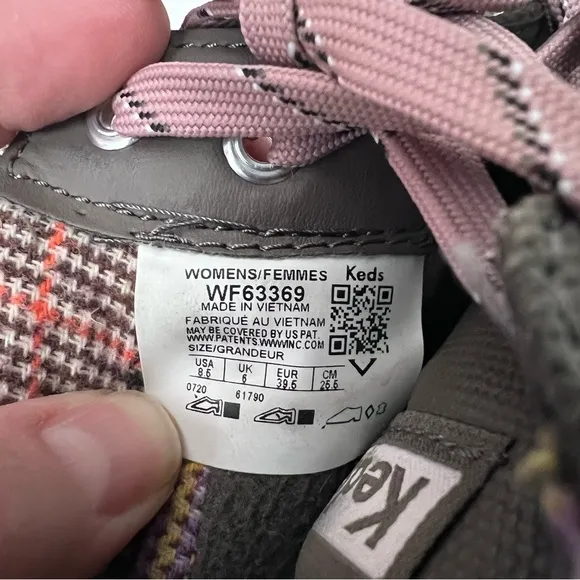 WOMENS/FEMMES Keds
WF63369
MADE IN VIETNAM
FABRIQUÉ AU VIETNAM
MAY BE COVERED BY US PAT.
WWW.PATENTS.WWWINC.COM
SIZE/GRANDEUR
USA UK EUR CM
8.5 6 39.5 25.5
0720 61790
Keds